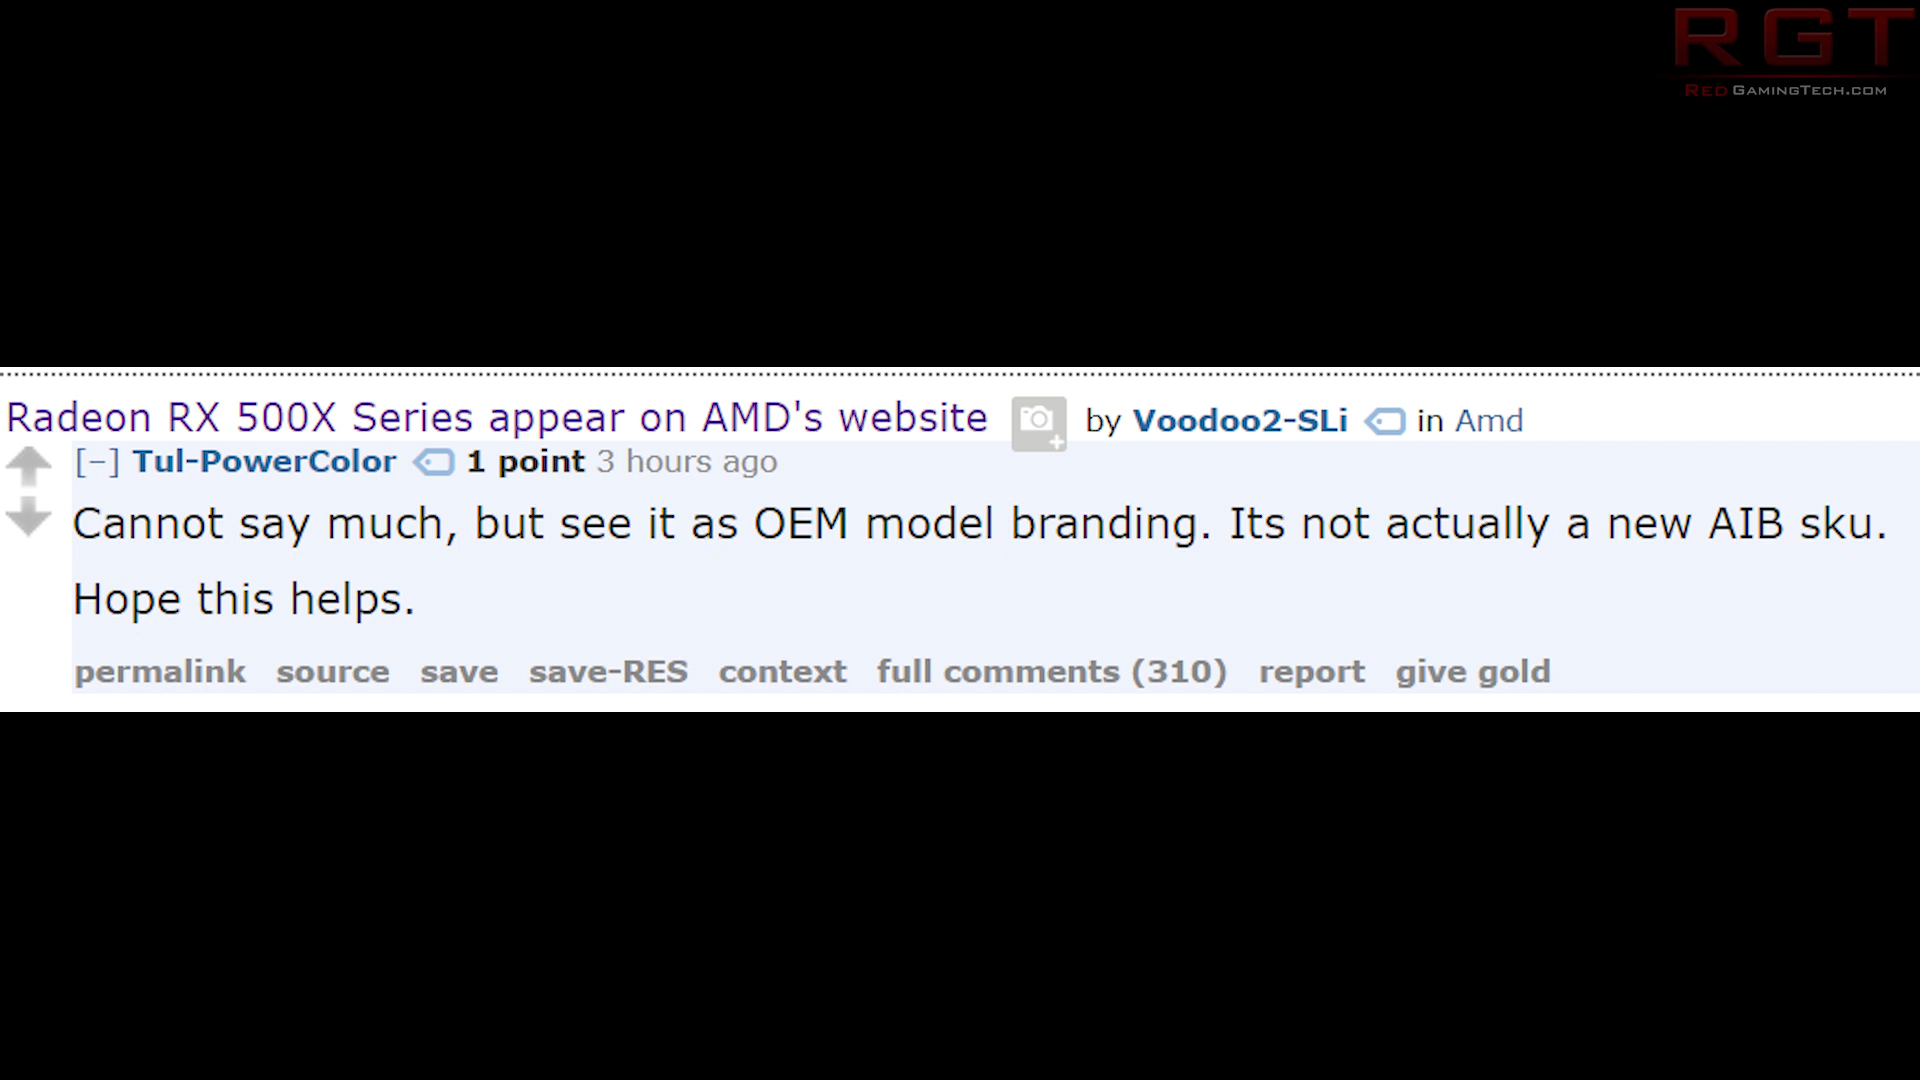 RGT
RED GAMINGTECH.COM
Radeon RX 500X Series appear on AMD's website by Voodoo2-SLi in Amd
[–] Tul-PowerColor 1 point 3 hours ago
Cannot say much, but see it as OEM model branding. Its not actually a new AIB sku.
Hope this helps.
permalink source save save-RES context full comments (310) report give gold